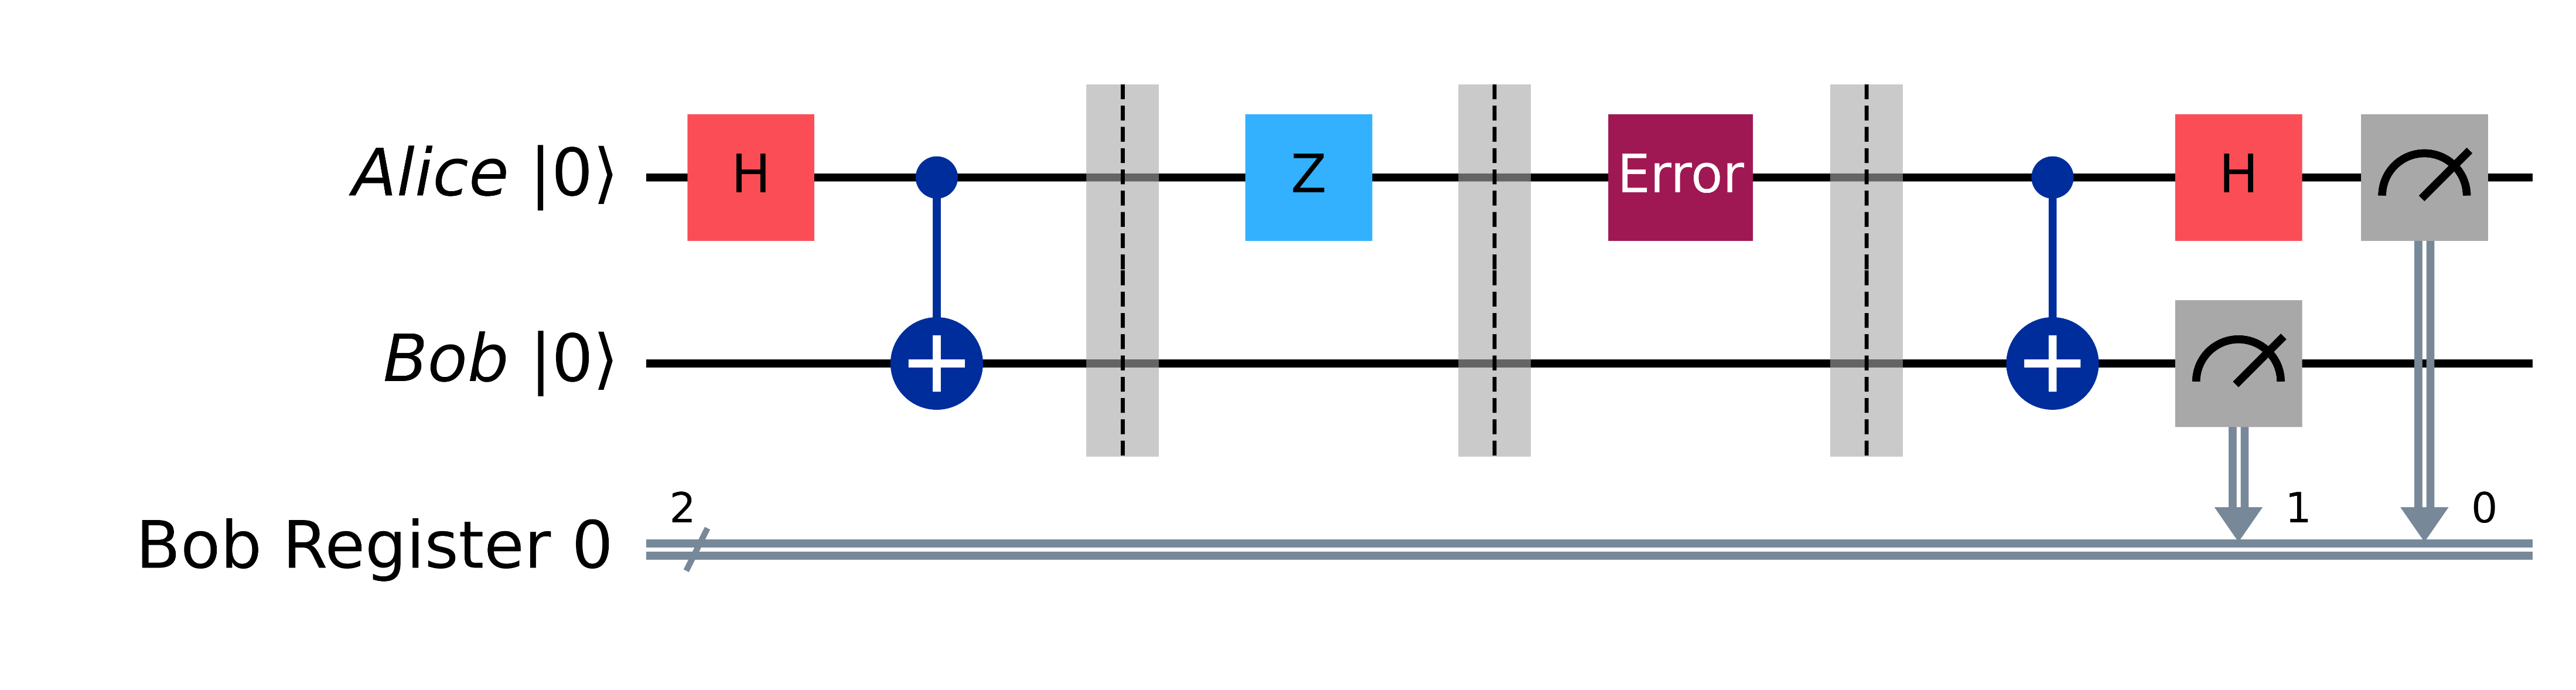 Alice |0⟩ H Z Error H
Bob |0⟩
2 1 0
Bob Register 0